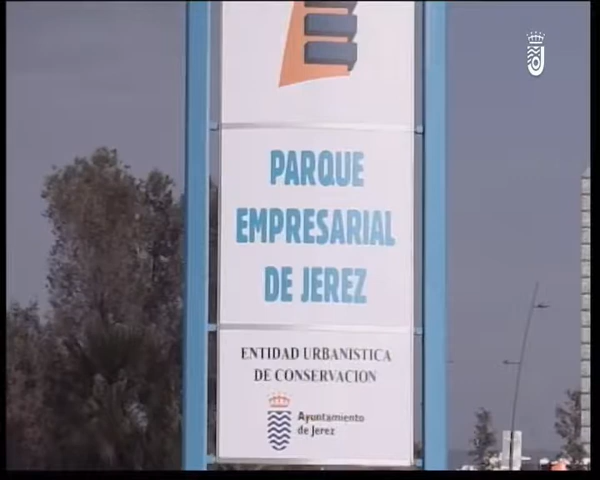 PARQUE
EMPRESARIAL
DE JEREZ
ENTIDAD URBANISTICA
DE CONSERVACION
Ayuntamiento
de Jerez